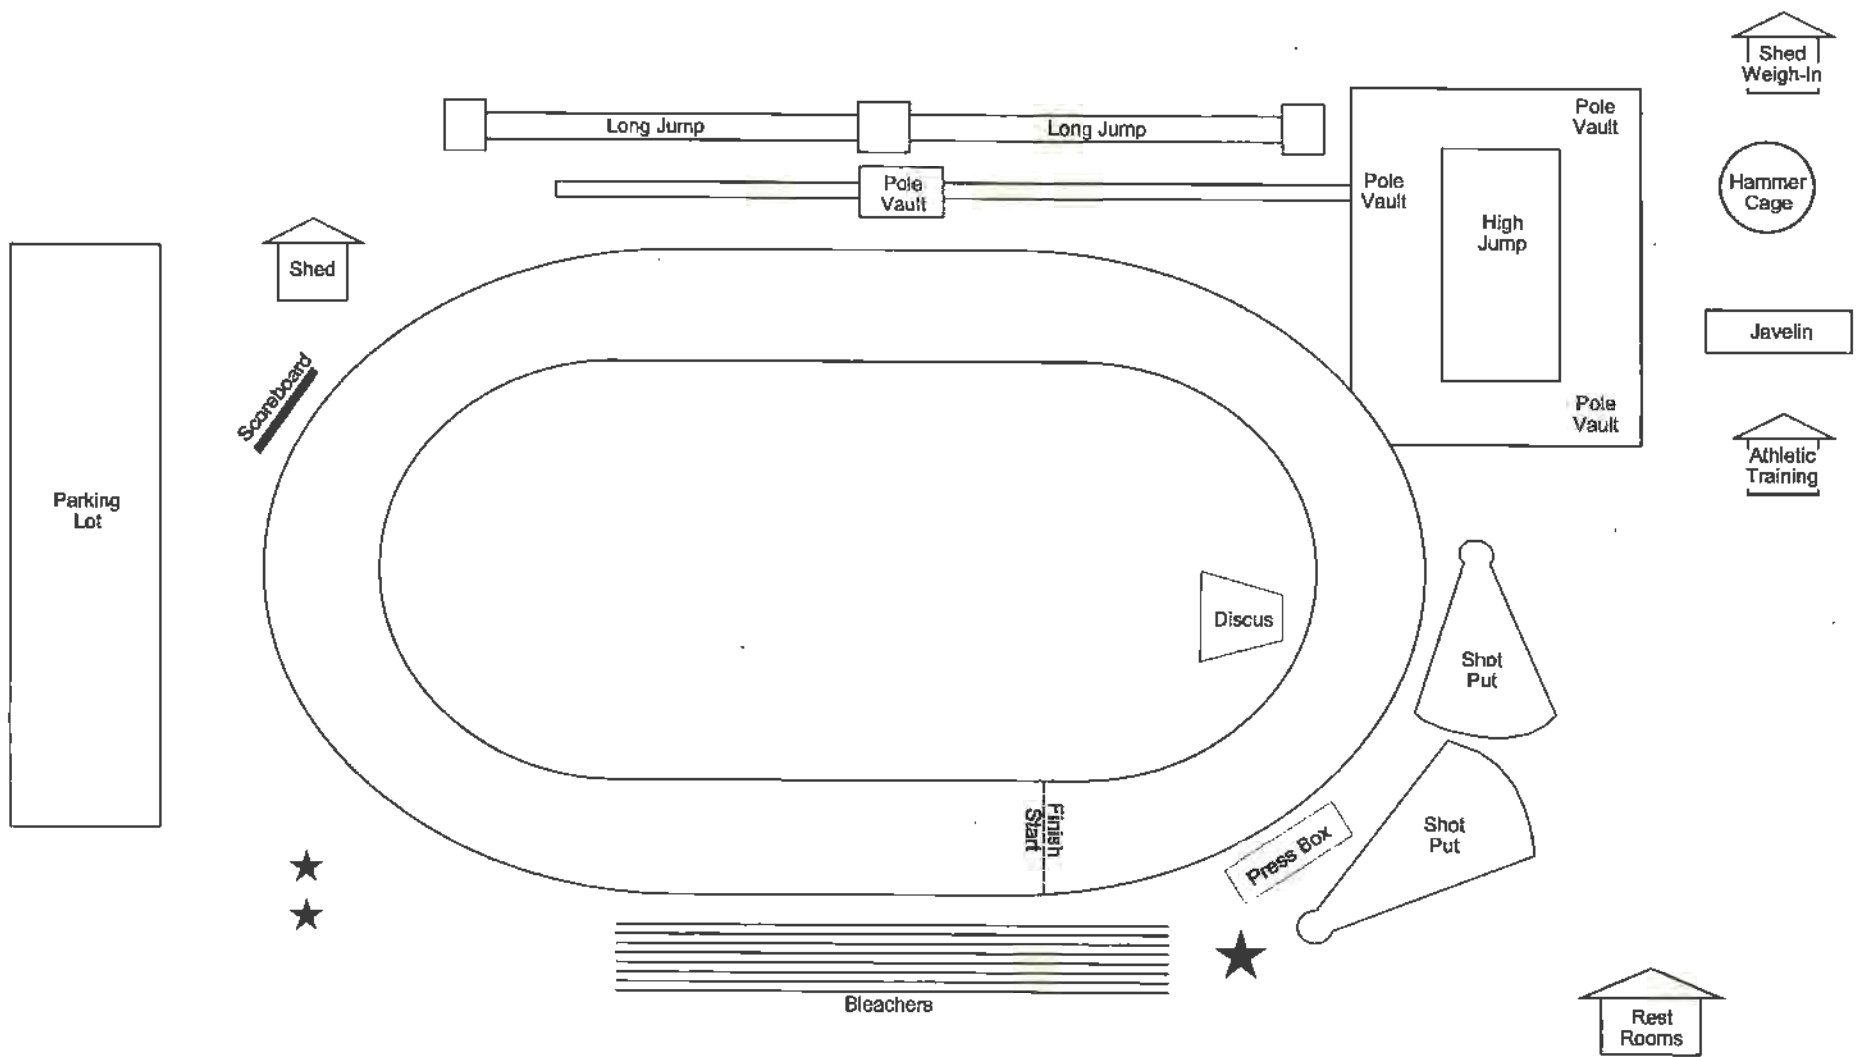 Shed
Weigh-In
Pole
Vault
Long Jump
Long Jump
Pole
Vault
Pole
Vault
Hammer
Cage
High
Jump
Shed
Javelin
Scoreboard
Pole
Vault
Athletic
Training
Parking
Lot
Discus
Shot
Put
Finish
Start
Shot
Put
Press Box
Bleachers
Rest
Rooms